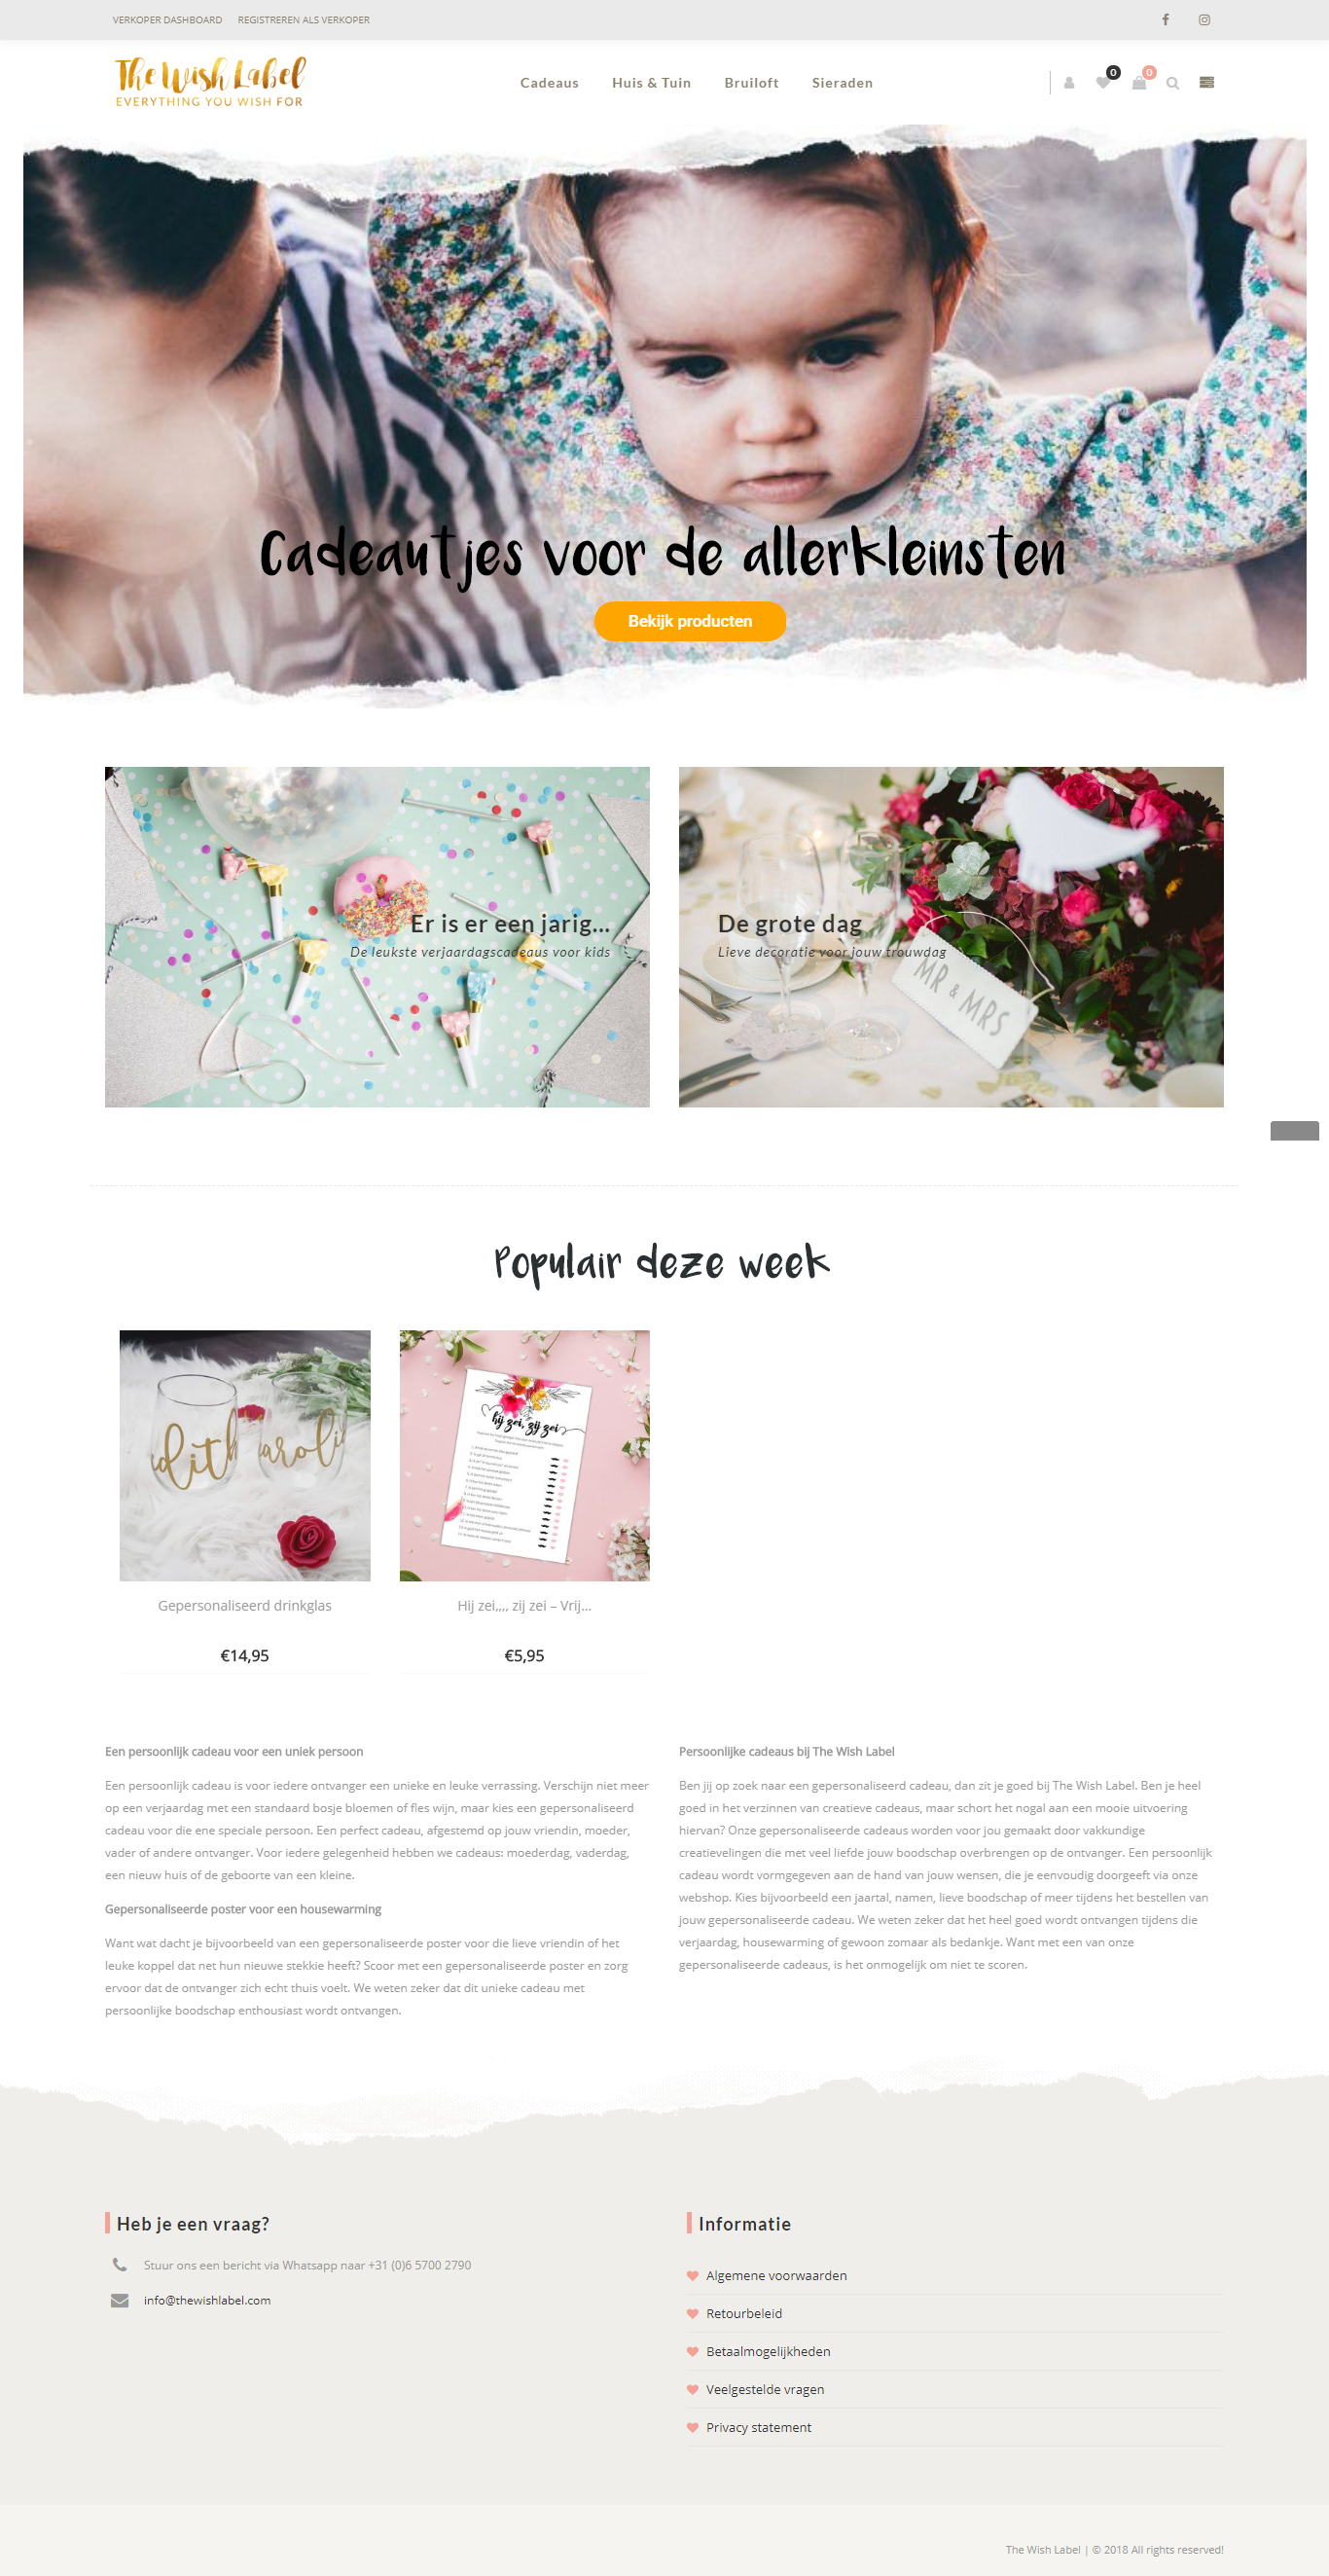 VERKOPER DASHBOARD REGISTREREN ALS VERKOPER
The Wish Label
EVERYTHING YOU WISH FOR
Cadeaus Huis & Tuin Bruiloft Sieraden
0 0
Cadeautjes voor de allerkleinsten
Bekijk producten
Er is er een jarig...
De leukste verjaardagscadeaus voor kids
De grote dag
Lieve decoratie voor jouw trouwdag
MR & MRS
Populair deze week
hij zei, zij zei
Gepersonaliseerd drinkglas
€14,95
Hij zei,,,, zij zei – Vrij...
€5,95
Een persoonlijk cadeau voor een uniek persoon
Een persoonlijk cadeau is voor iedere ontvanger een unieke en leuke verrassing. Verschijn niet meer
op een verjaardag met een standaard bosje bloemen of fles wijn, maar kies een gepersonaliseerd
cadeau voor die ene speciale persoon. Een perfect cadeau, afgestemd op jouw vriendin, moeder,
vader of andere ontvanger. Voor iedere gelegenheid hebben we cadeaus: moederdag, vaderdag,
een nieuw huis of de geboorte van een kleine.
Gepersonaliseerde poster voor een housewarming
Want wat dacht je bijvoorbeeld van een gepersonaliseerde poster voor die lieve vriendin of het
leuke koppel dat net hun nieuwe stekkie heeft? Scoor met een gepersonaliseerde poster en zorg
ervoor dat de ontvanger zich echt thuis voelt. We weten zeker dat dit unieke cadeau met
persoonlijke boodschap enthousiast wordt ontvangen.
Persoonlijke cadeaus bij The Wish Label
Ben jij op zoek naar een gepersonaliseerd cadeau, dan zit je goed bij The Wish Label. Ben je heel
goed in het verzinnen van creatieve cadeaus, maar schort het nogal aan een mooie uitvoering
hiervan? Onze gepersonaliseerde cadeaus worden voor jou gemaakt door vakkundige
creatievelingen die met veel liefde jouw boodschap overbrengen op de ontvanger. Een persoonlijk
cadeau wordt vormgegeven aan de hand van jouw wensen, die je eenvoudig doorgeeft via onze
webshop. Kies bijvoorbeeld een jaartal, namen, lieve boodschap of meer tijdens het bestellen van
jouw gepersonaliseerde cadeau. We weten zeker dat het heel goed wordt ontvangen tijdens die
verjaardag, housewarming of gewoon zomaar als bedankje. Want met een van onze
gepersonaliseerde cadeaus, is het onmogelijk om niet te scoren.
Heb je een vraag?
Stuur ons een bericht via Whatsapp naar +31 (0)6 5700 2790
info@thewishlabel.com
Informatie
Algemene voorwaarden
Retourbeleid
Betaalmogelijkheden
Veelgestelde vragen
Privacy statement
The Wish Label | © 2018 All rights reserved!